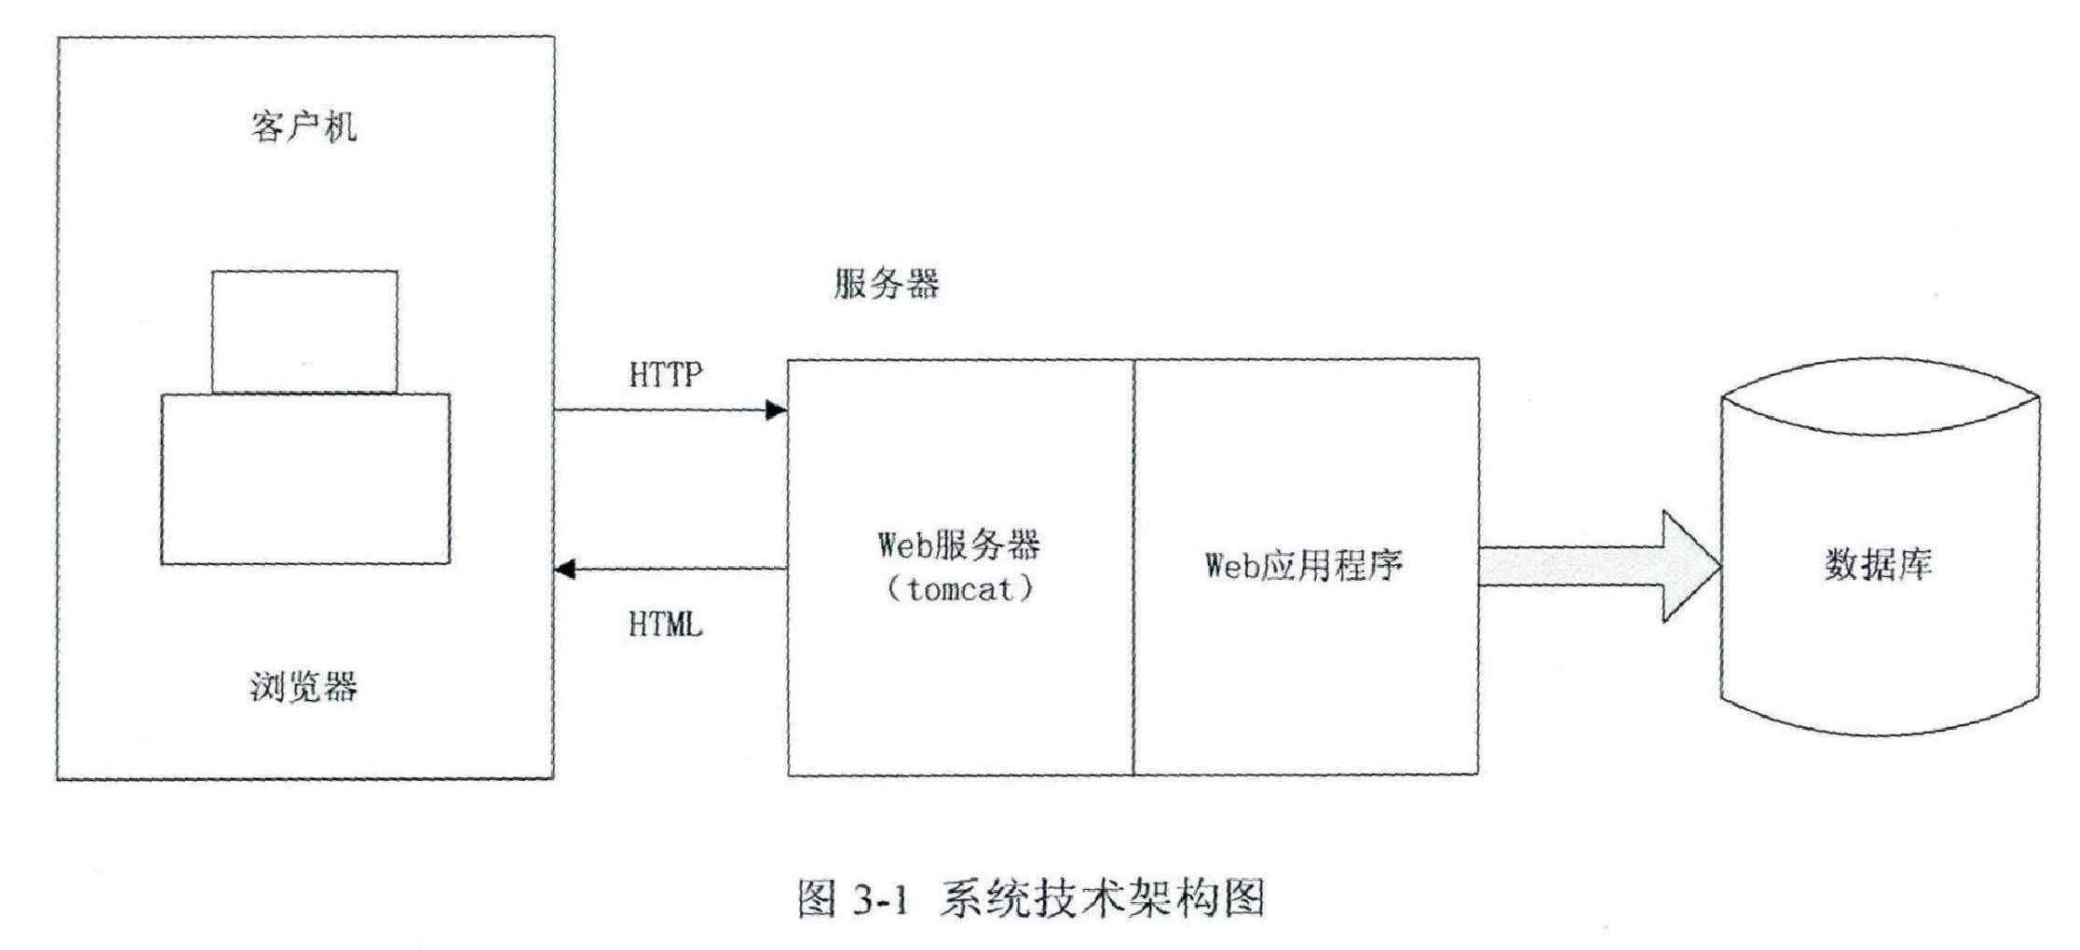 客户机
服务器
HTTP
Web服务器
（tomcat）
Web应用程序
数据库
HTML
浏览器
图 3-1 系统技术架构图